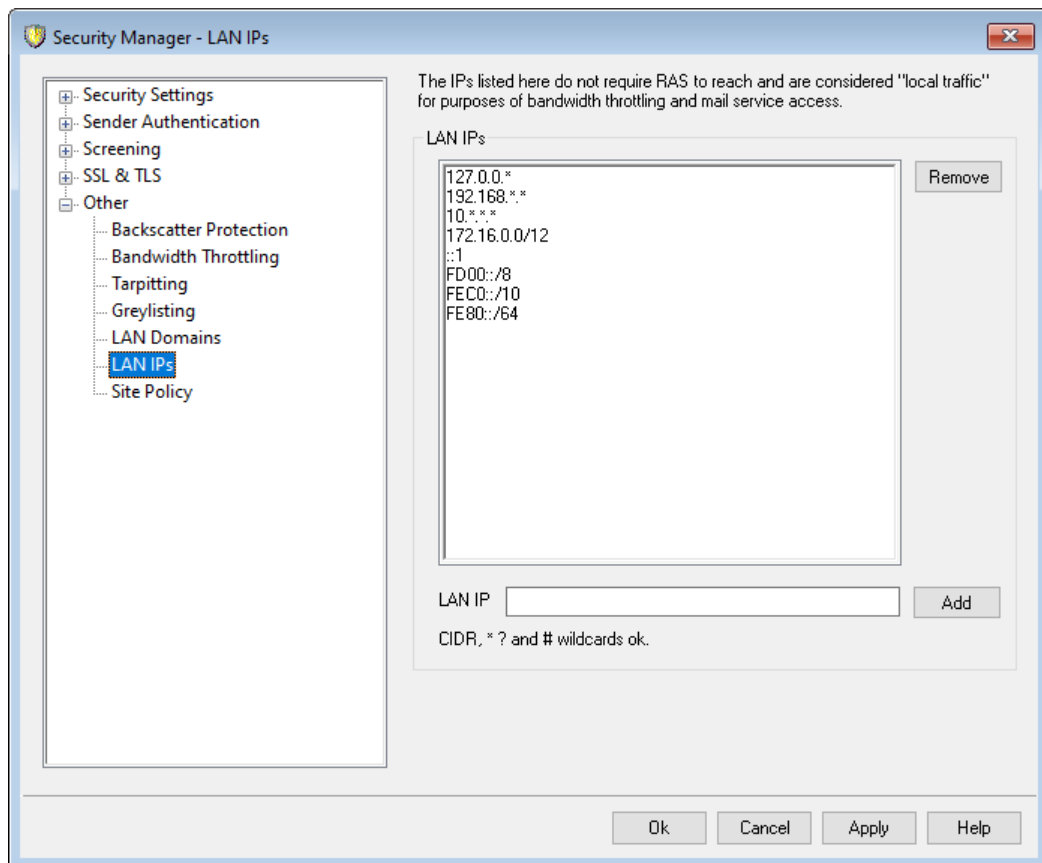 Security Manager - LAN IPs
Security Settings
Sender Authentication
Screening
SSL & TLS
Other
Backscatter Protection
Bandwidth Throttling
Tarpitting
Greylisting
LAN Domains
LAN IPs
Site Policy
The IPs listed here do not require RAS to reach and are considered "local traffic"
for purposes of bandwidth throttling and mail service access.
LAN IPs
127.0.0.*
192.168.*.*
10.*.*.*
172.16.0.0/12
::1
FD00::/8
FEC0::/10
FE80::/64
Remove
LAN IP
Add
CIDR, * ? and # wildcards ok.
Ok
Cancel
Apply
Help